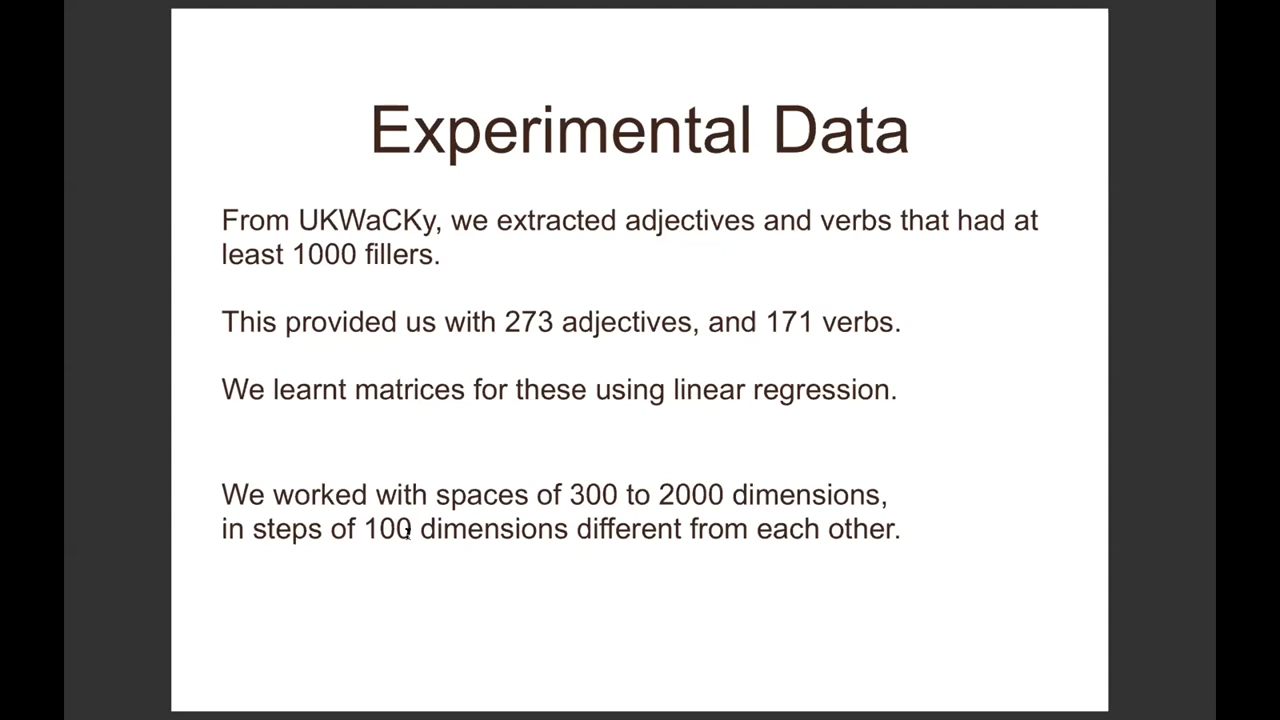 Experimental Data
From UKWaCKy, we extracted adjectives and verbs that had at
least 1000 fillers.
This provided us with 273 adjectives, and 171 verbs.
We learnt matrices for these using linear regression.
We worked with spaces of 300 to 2000 dimensions,
in steps of 100 dimensions different from each other.